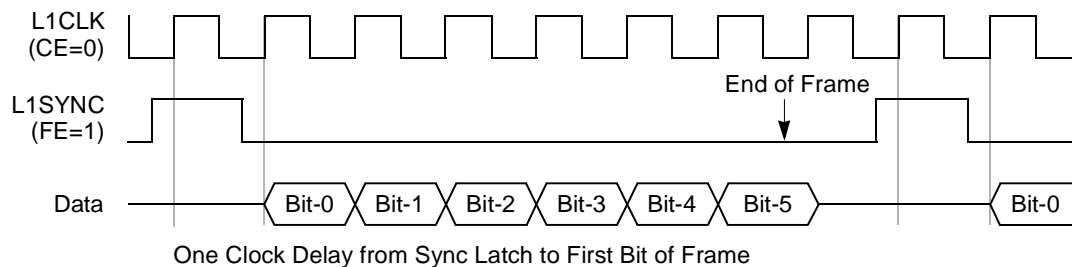 L1CLK
(CE=0)
End of Frame
L1SYNC
(FE=1)
Data Bit-0 Bit-1 Bit-2 Bit-3 Bit-4 Bit-5 Bit-0
One Clock Delay from Sync Latch to First Bit of Frame